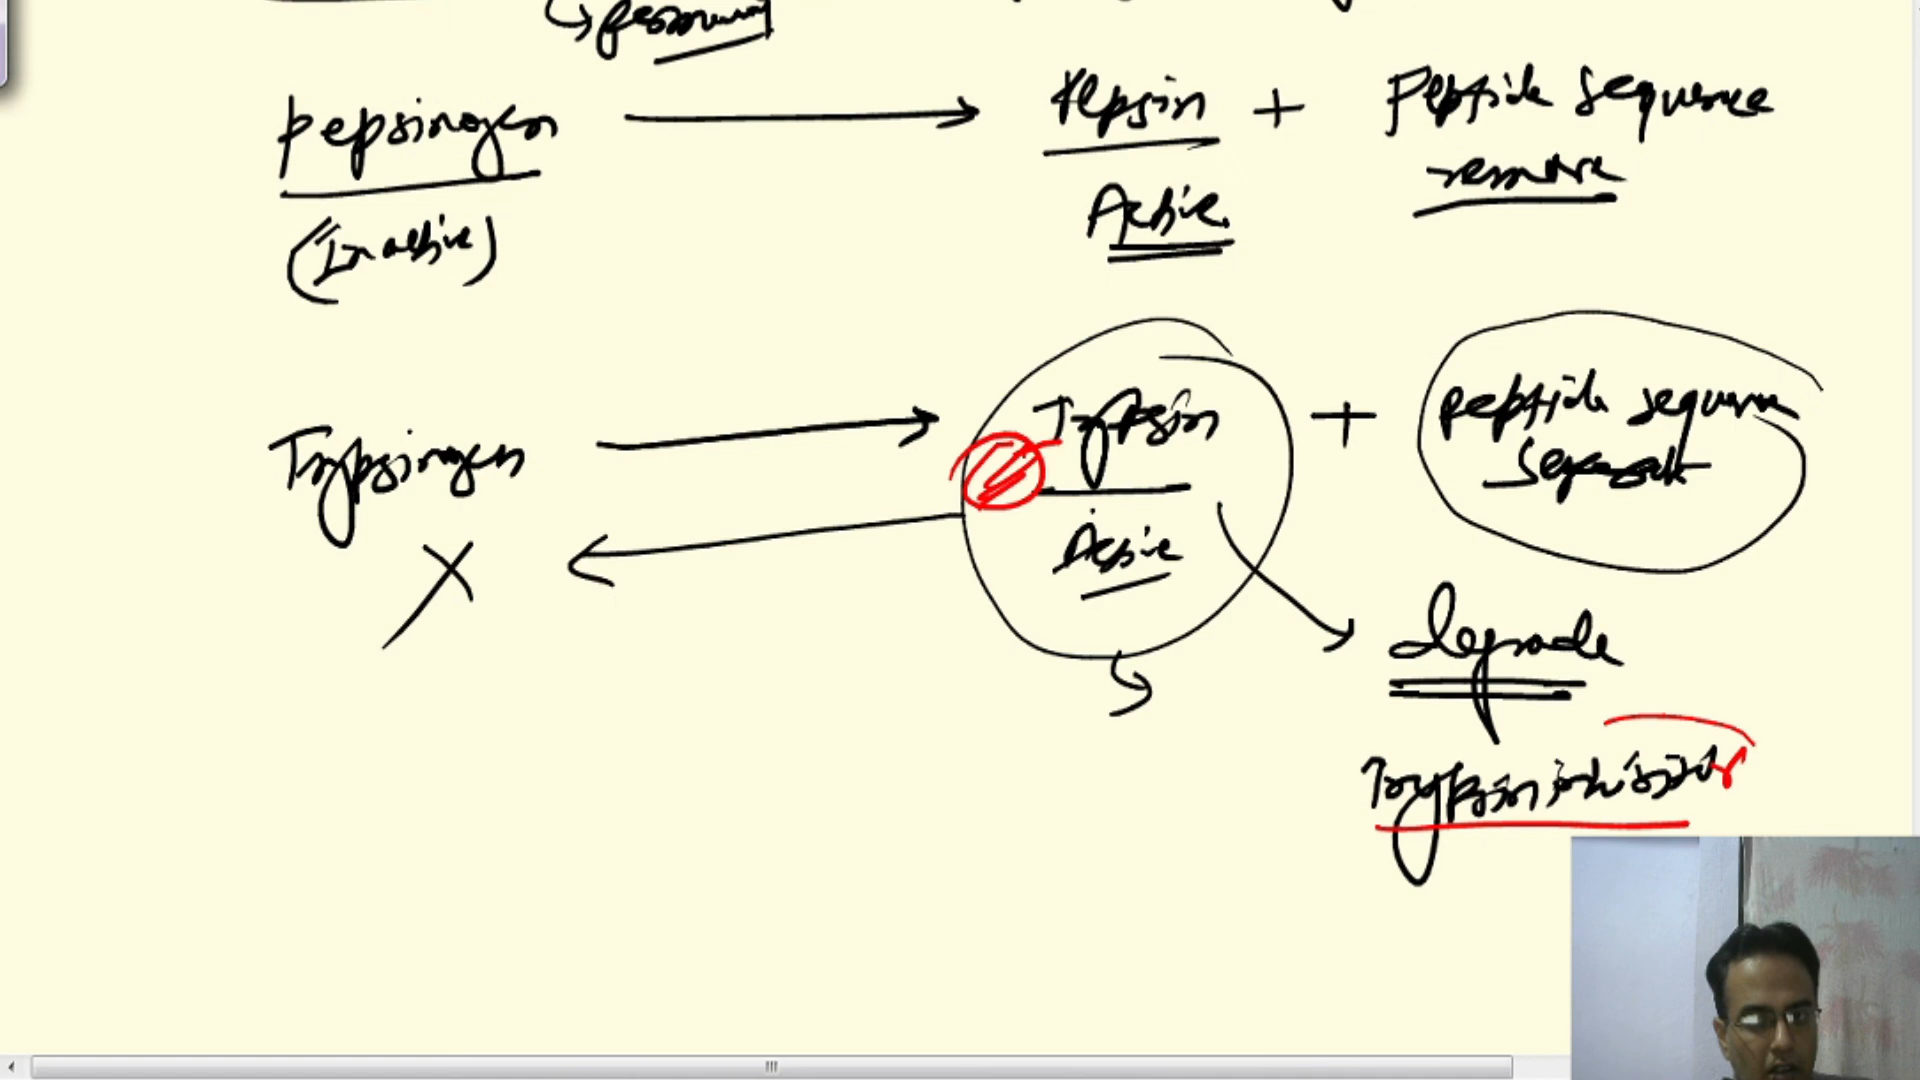 pepsinogen → Pepsin + Peptide sequence
remove
(Inactive)
Active.
Trypsinogen → Trypsin + peptide sequence
separate
Active
degrade
Trypsin inhibitor